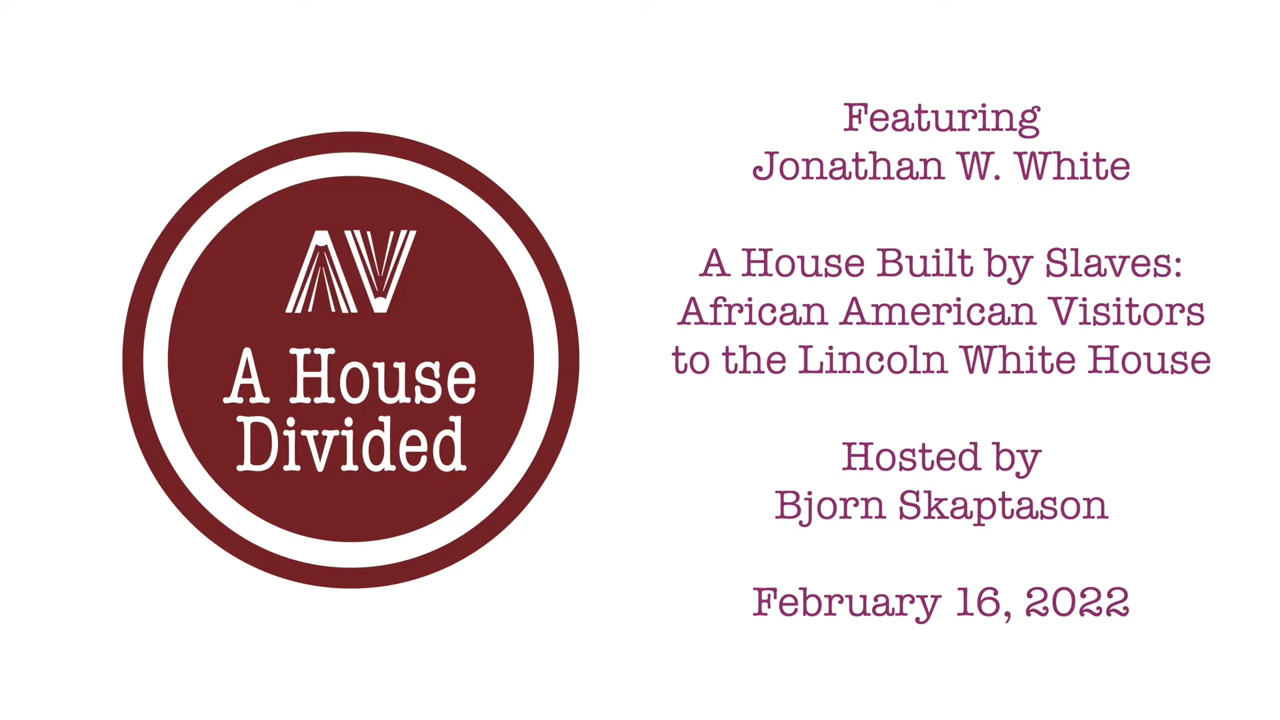 AV
A House
Divided
Featuring
Jonathan W. White
A House Built by Slaves:
African American Visitors
to the Lincoln White House
Hosted by
Bjorn Skaptason
February 16, 2022